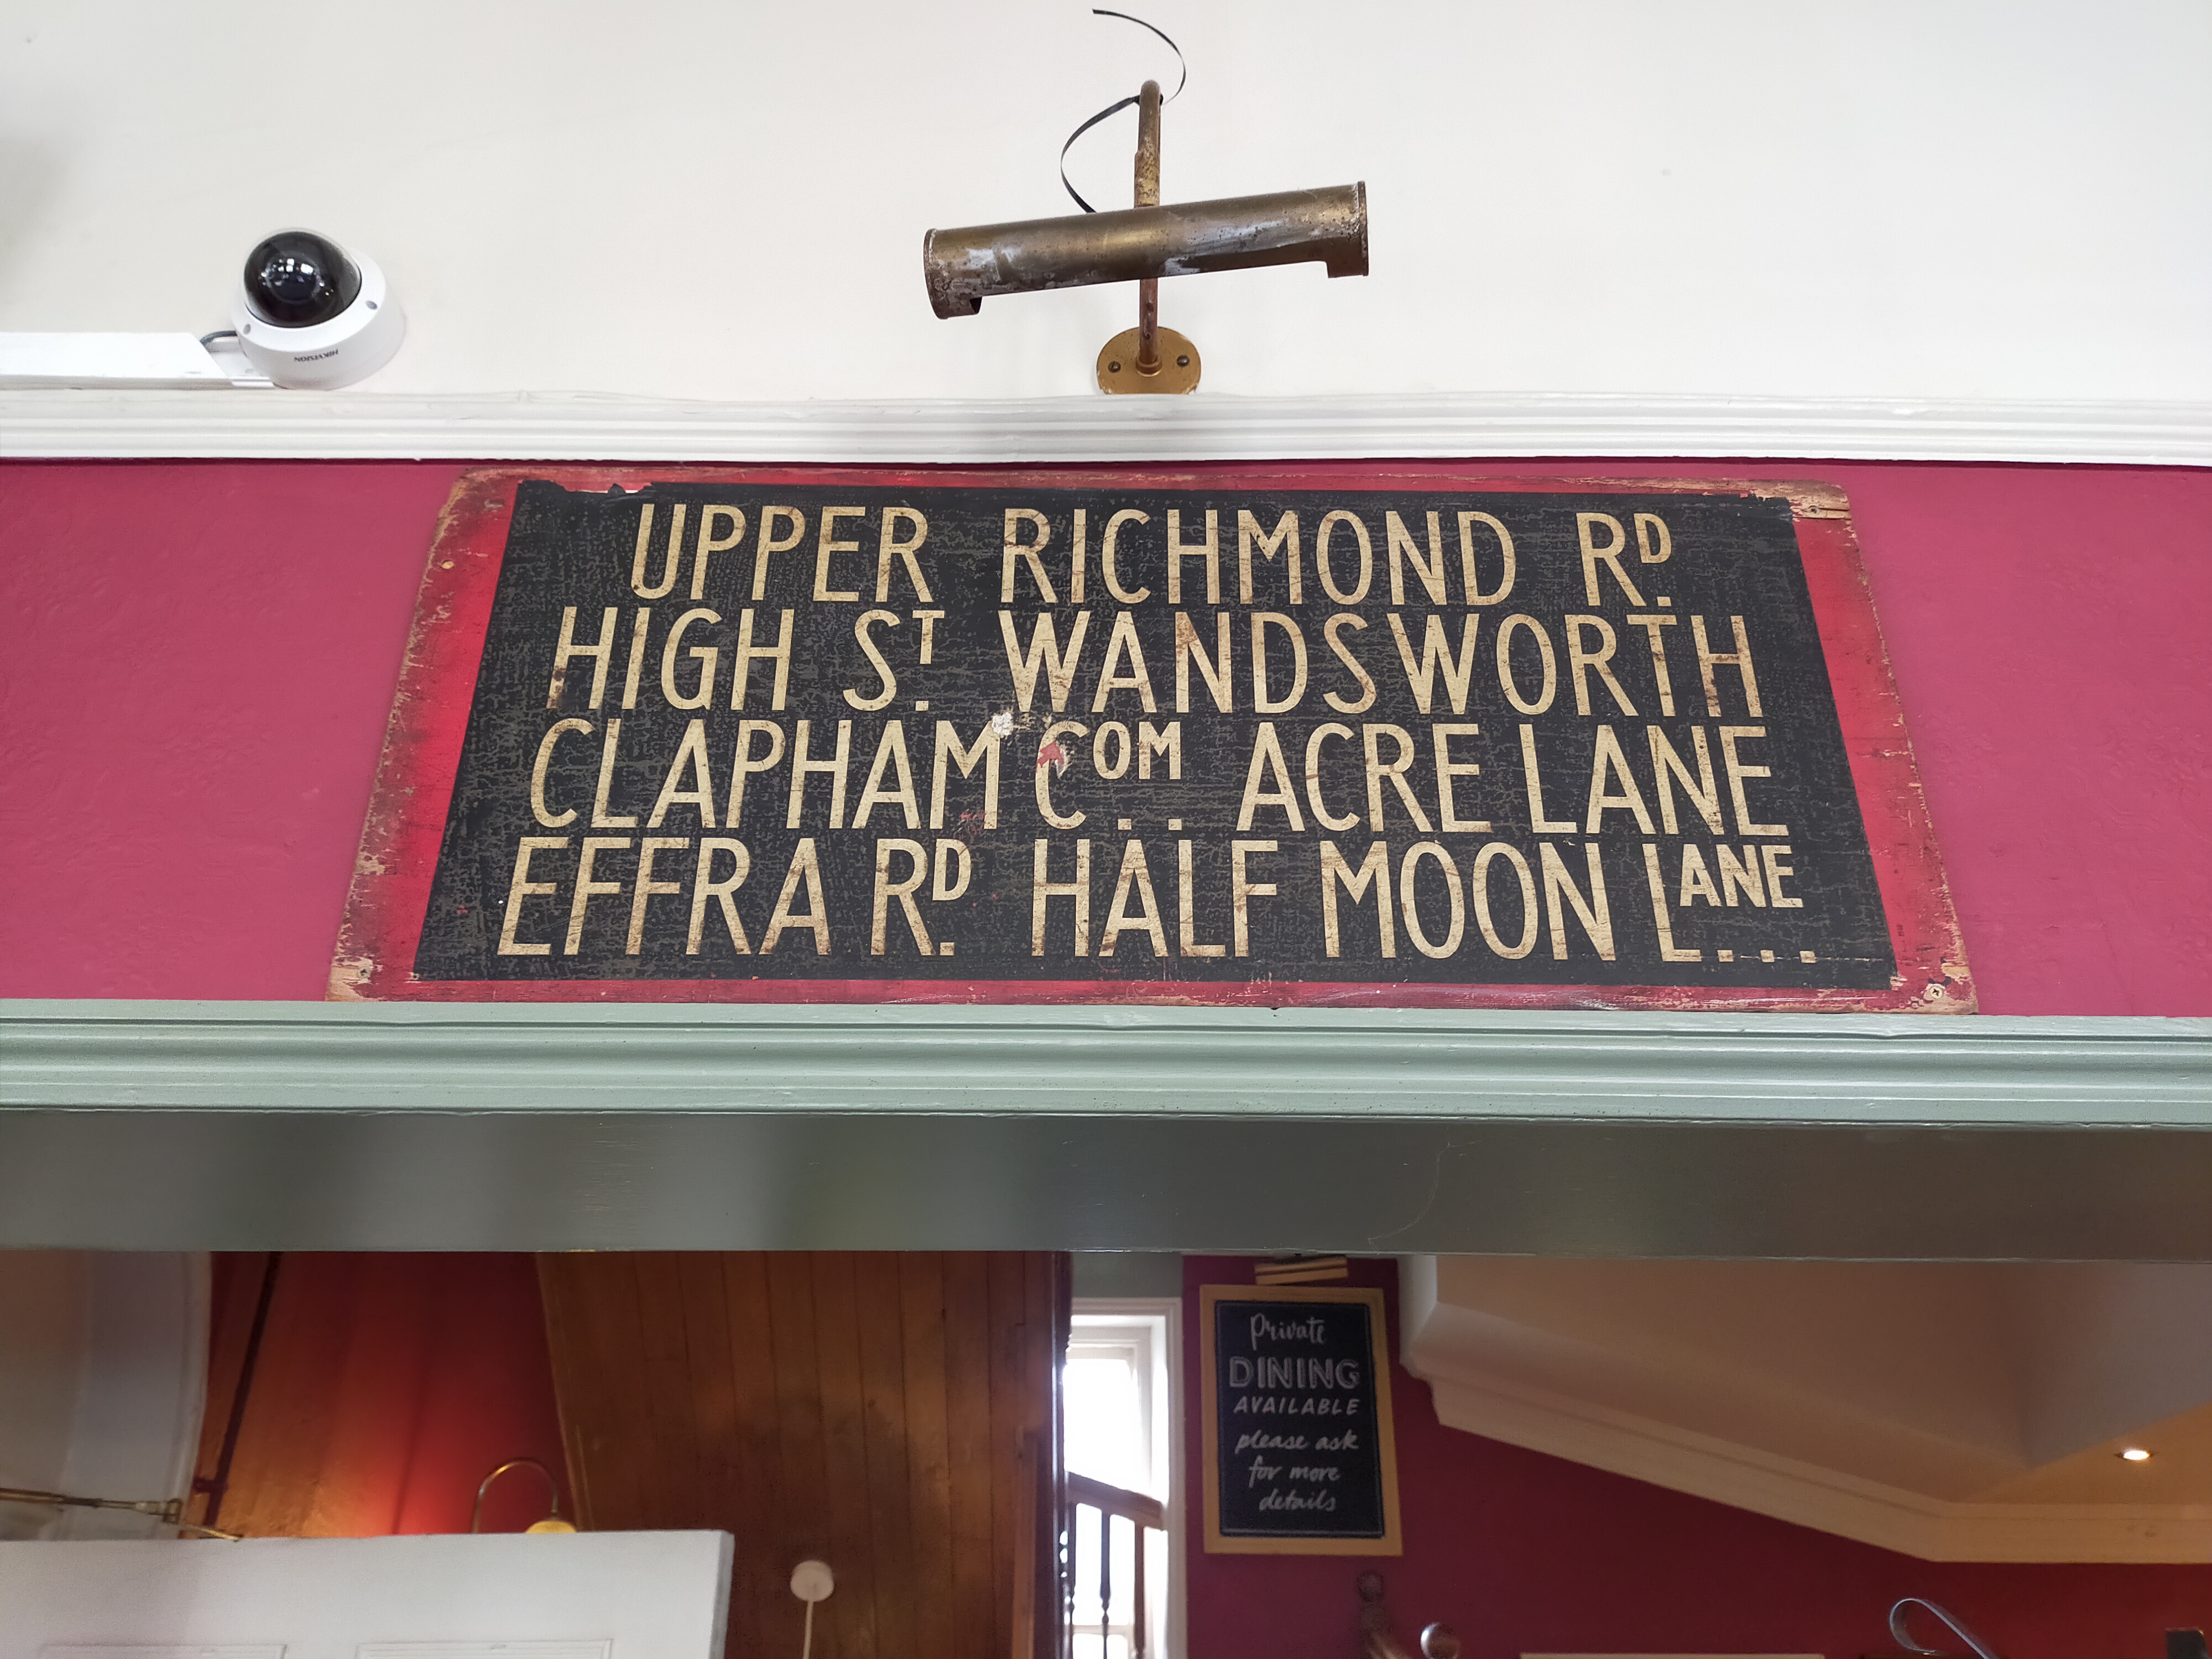 HIKVISION
UPPER RICHMOND RD.
HIGH ST. WANDSWORTH
CLAPHAM COM.. ACRE LANE
EFFRA RD. HALF MOON LANE...
Private
DINING
AVAILABLE
please ask
for more
details